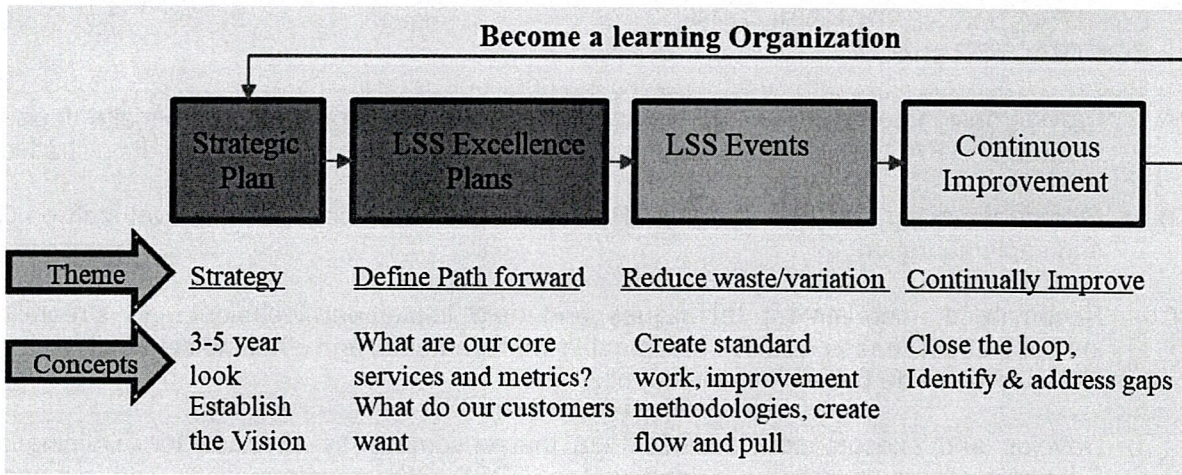 Become a learning Organization
Strategic
Plan
LSS Excellence
Plans
LSS Events
Continuous
Improvement
Theme
Strategy
Define Path forward
Reduce waste/variation
Continually Improve
Concepts
3-5 year
look
Establish
the Vision
What are our core
services and metrics?
What do our customers
want
Create standard
work, improvement
methodologies, create
flow and pull
Close the loop,
Identify & address gaps